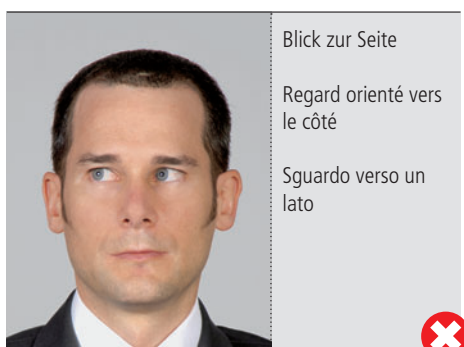 Blick zur Seite
Regard orienté vers
le côté
Sguardo verso un
lato